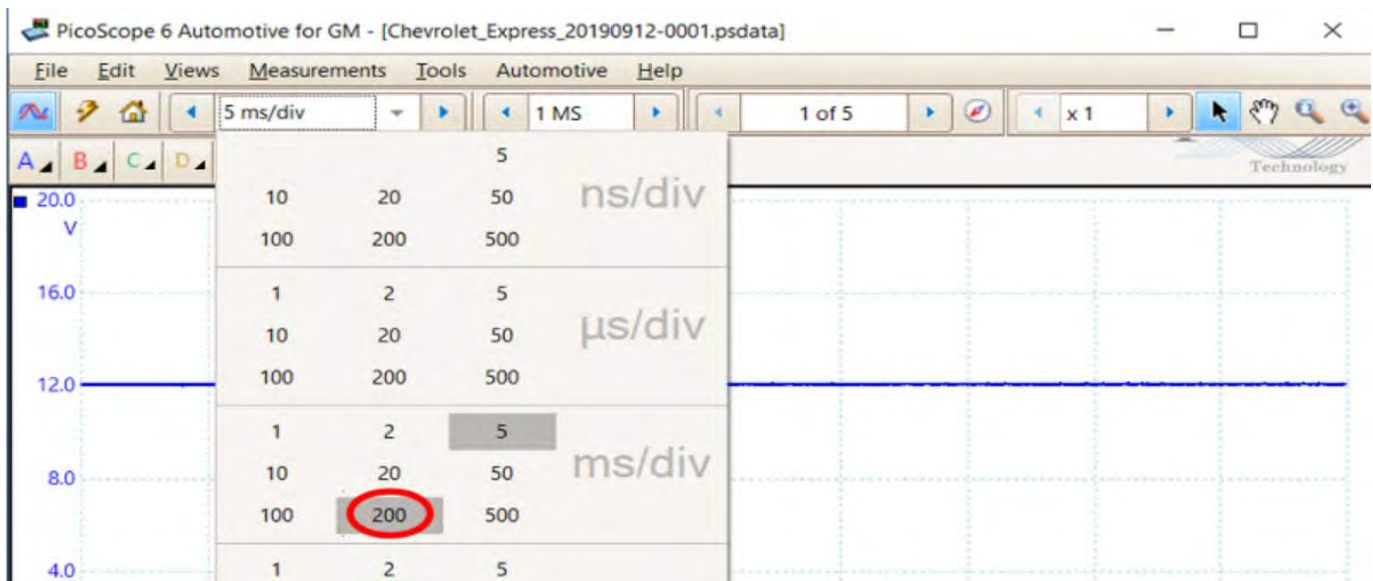 PicoScope 6 Automotive for GM - [Chevrolet_Express_20190912-0001.psdata]
File Edit Views Measurements Tools Automotive Help
5 ms/div 1 MS 1 of 5 x 1
A B C D Technology
5
10 20 50 ns/div
100 200 500
1 2 5
10 20 50 µs/div
100 200 500
1 2 5
10 20 50 ms/div
100 200 500
1 2 5
20.0
V
16.0
12.0
8.0
4.0